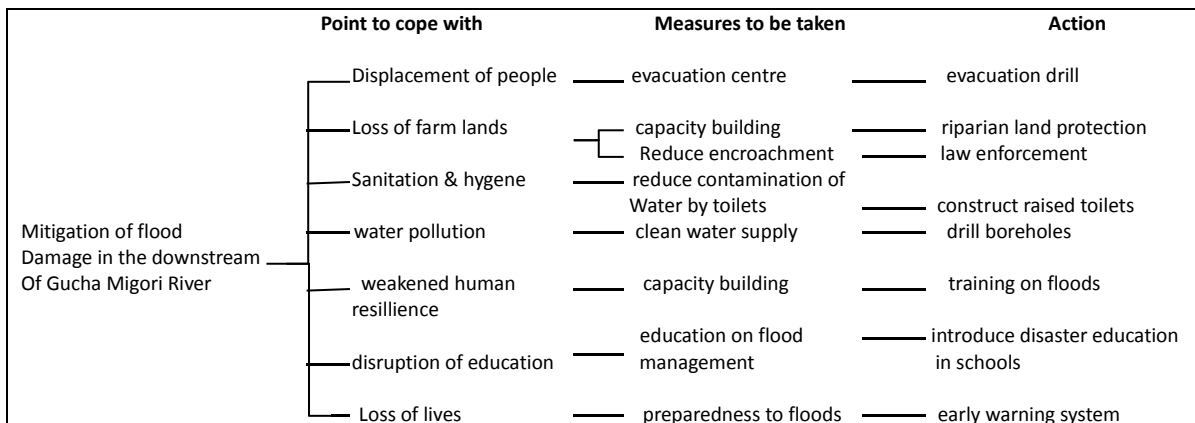 Point to cope with Measures to be taken Action
Displacement of people evacuation centre evacuation drill
Loss of farm lands capacity building riparian land protection
Reduce encroachment law enforcement
Sanitation & hygene reduce contamination of
Water by toilets construct raised toilets
Mitigation of flood water pollution clean water supply drill boreholes
Damage in the downstream
Of Gucha Migori River weakened human capacity building training on floods
resillience
education on flood introduce disaster education
disruption of education management in schools
Loss of lives preparedness to floods early warning system